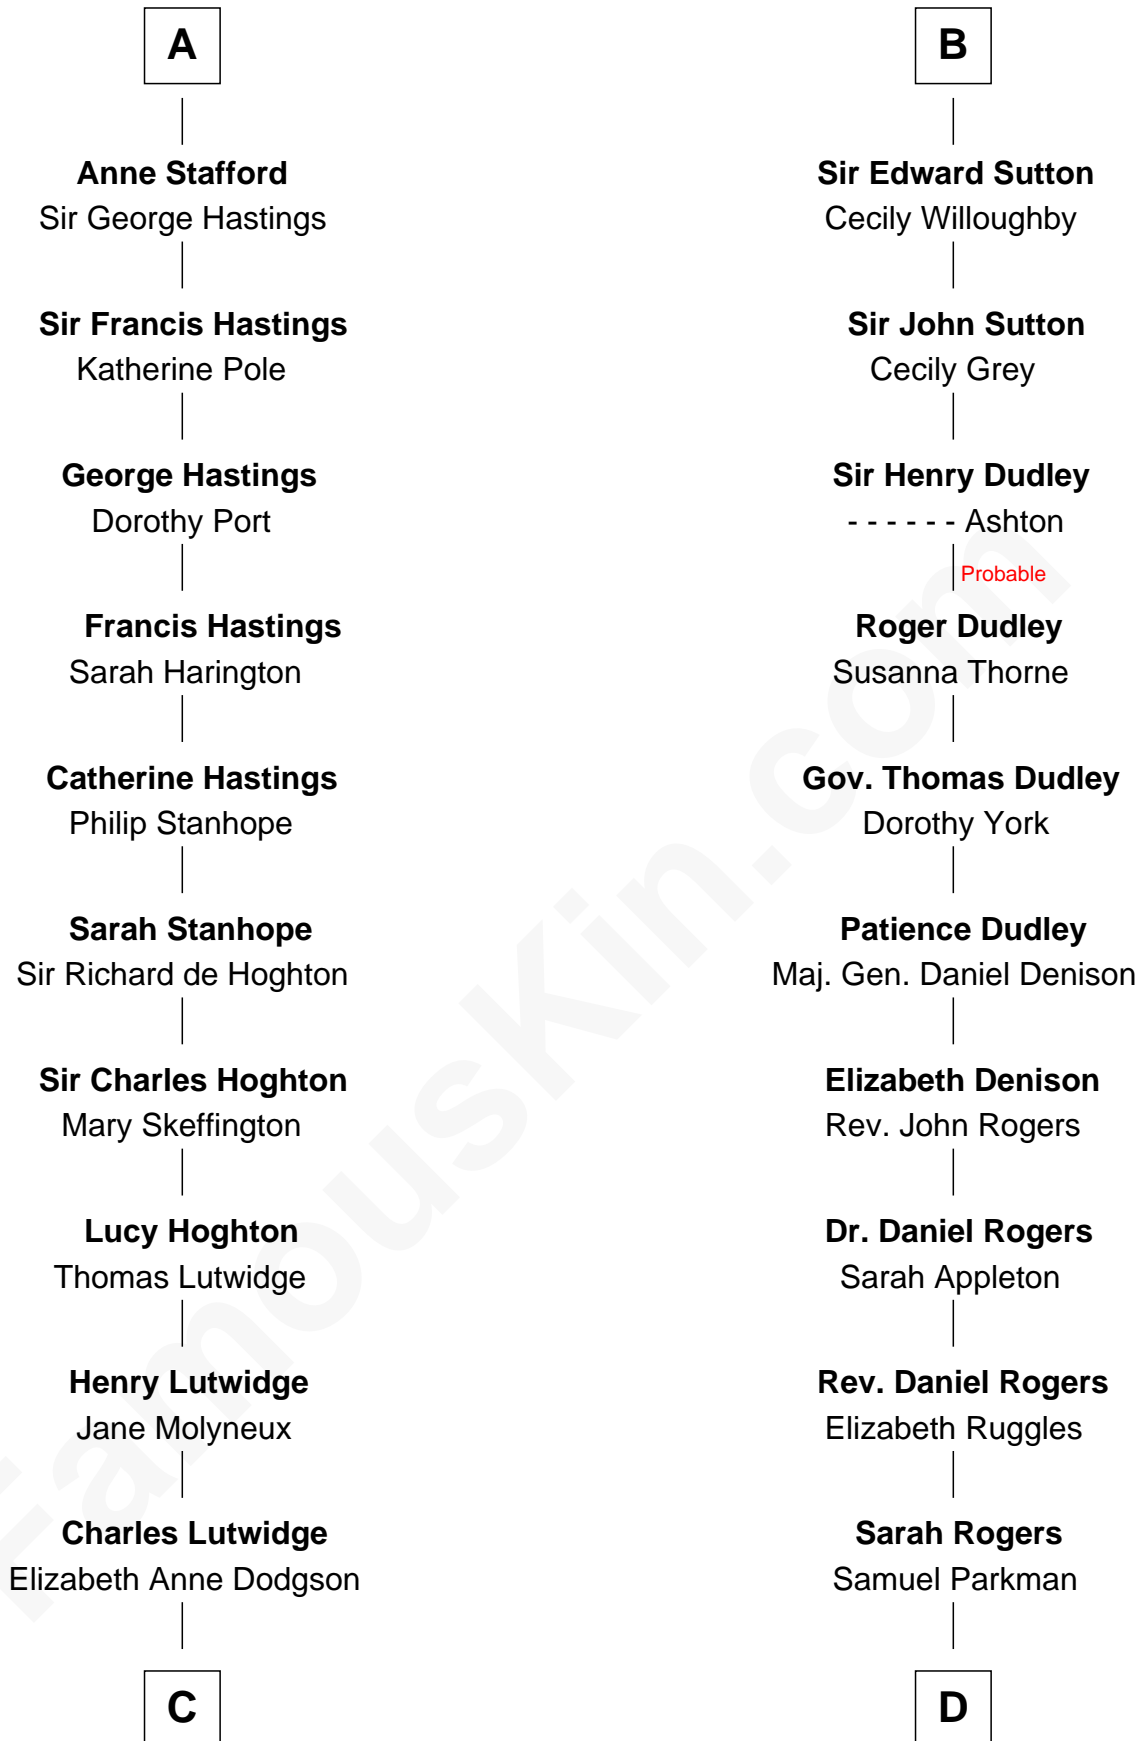 A
Anne Stafford
Sir George Hastings
Sir Francis Hastings
Katherine Pole
George Hastings
Dorothy Port
Francis Hastings
Sarah Harington
Catherine Hastings
Philip Stanhope
Sarah Stanhope
Sir Richard de Hoghton
Sir Charles Hoghton
Mary Skeffington
Lucy Hoghton
Thomas Lutwidge
Henry Lutwidge
Jane Molyneux
Charles Lutwidge
Elizabeth Anne Dodgson
C
B
Sir Edward Sutton
Cecily Willoughby
Sir John Sutton
Cecily Grey
Sir Henry Dudley
- - - - - - Ashton
Probable
Roger Dudley
Susanna Thorne
Gov. Thomas Dudley
Dorothy York
Patience Dudley
Maj. Gen. Daniel Denison
Elizabeth Denison
Rev. John Rogers
Dr. Daniel Rogers
Sarah Appleton
Rev. Daniel Rogers
Elizabeth Ruggles
Sarah Rogers
Samuel Parkman
D
FamousKin.com